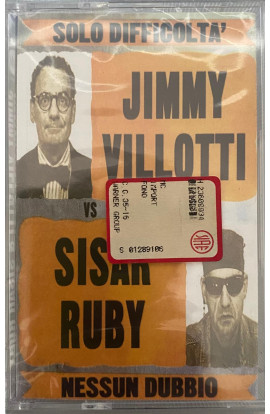 SOLO DIFFICOLTA'
JIMMY
VILLOTTI
VS
SISAR
RUBY
S 01289106
NESSUN DUBBIO